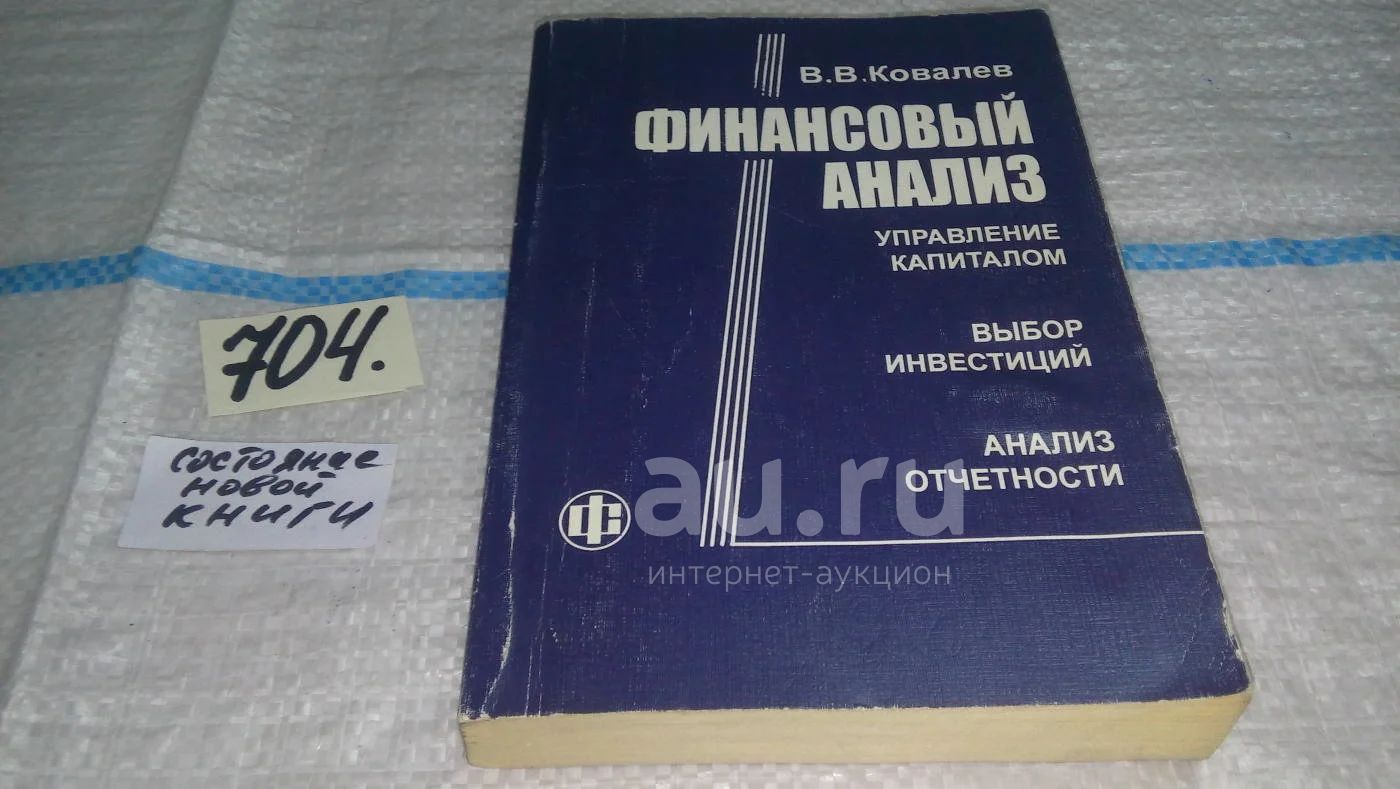 В.В.Ковалев
ФИНАНСОВЫЙ
АНАЛИЗ
УПРАВЛЕНИЕ
КАПИТАЛОМ
ВЫБОР
ИНВЕСТИЦИЙ
АНАЛИЗ
ОТЧЕТНОСТИ
фс
704.
состояние
новой
книги
au.ru
интернет-аукцион